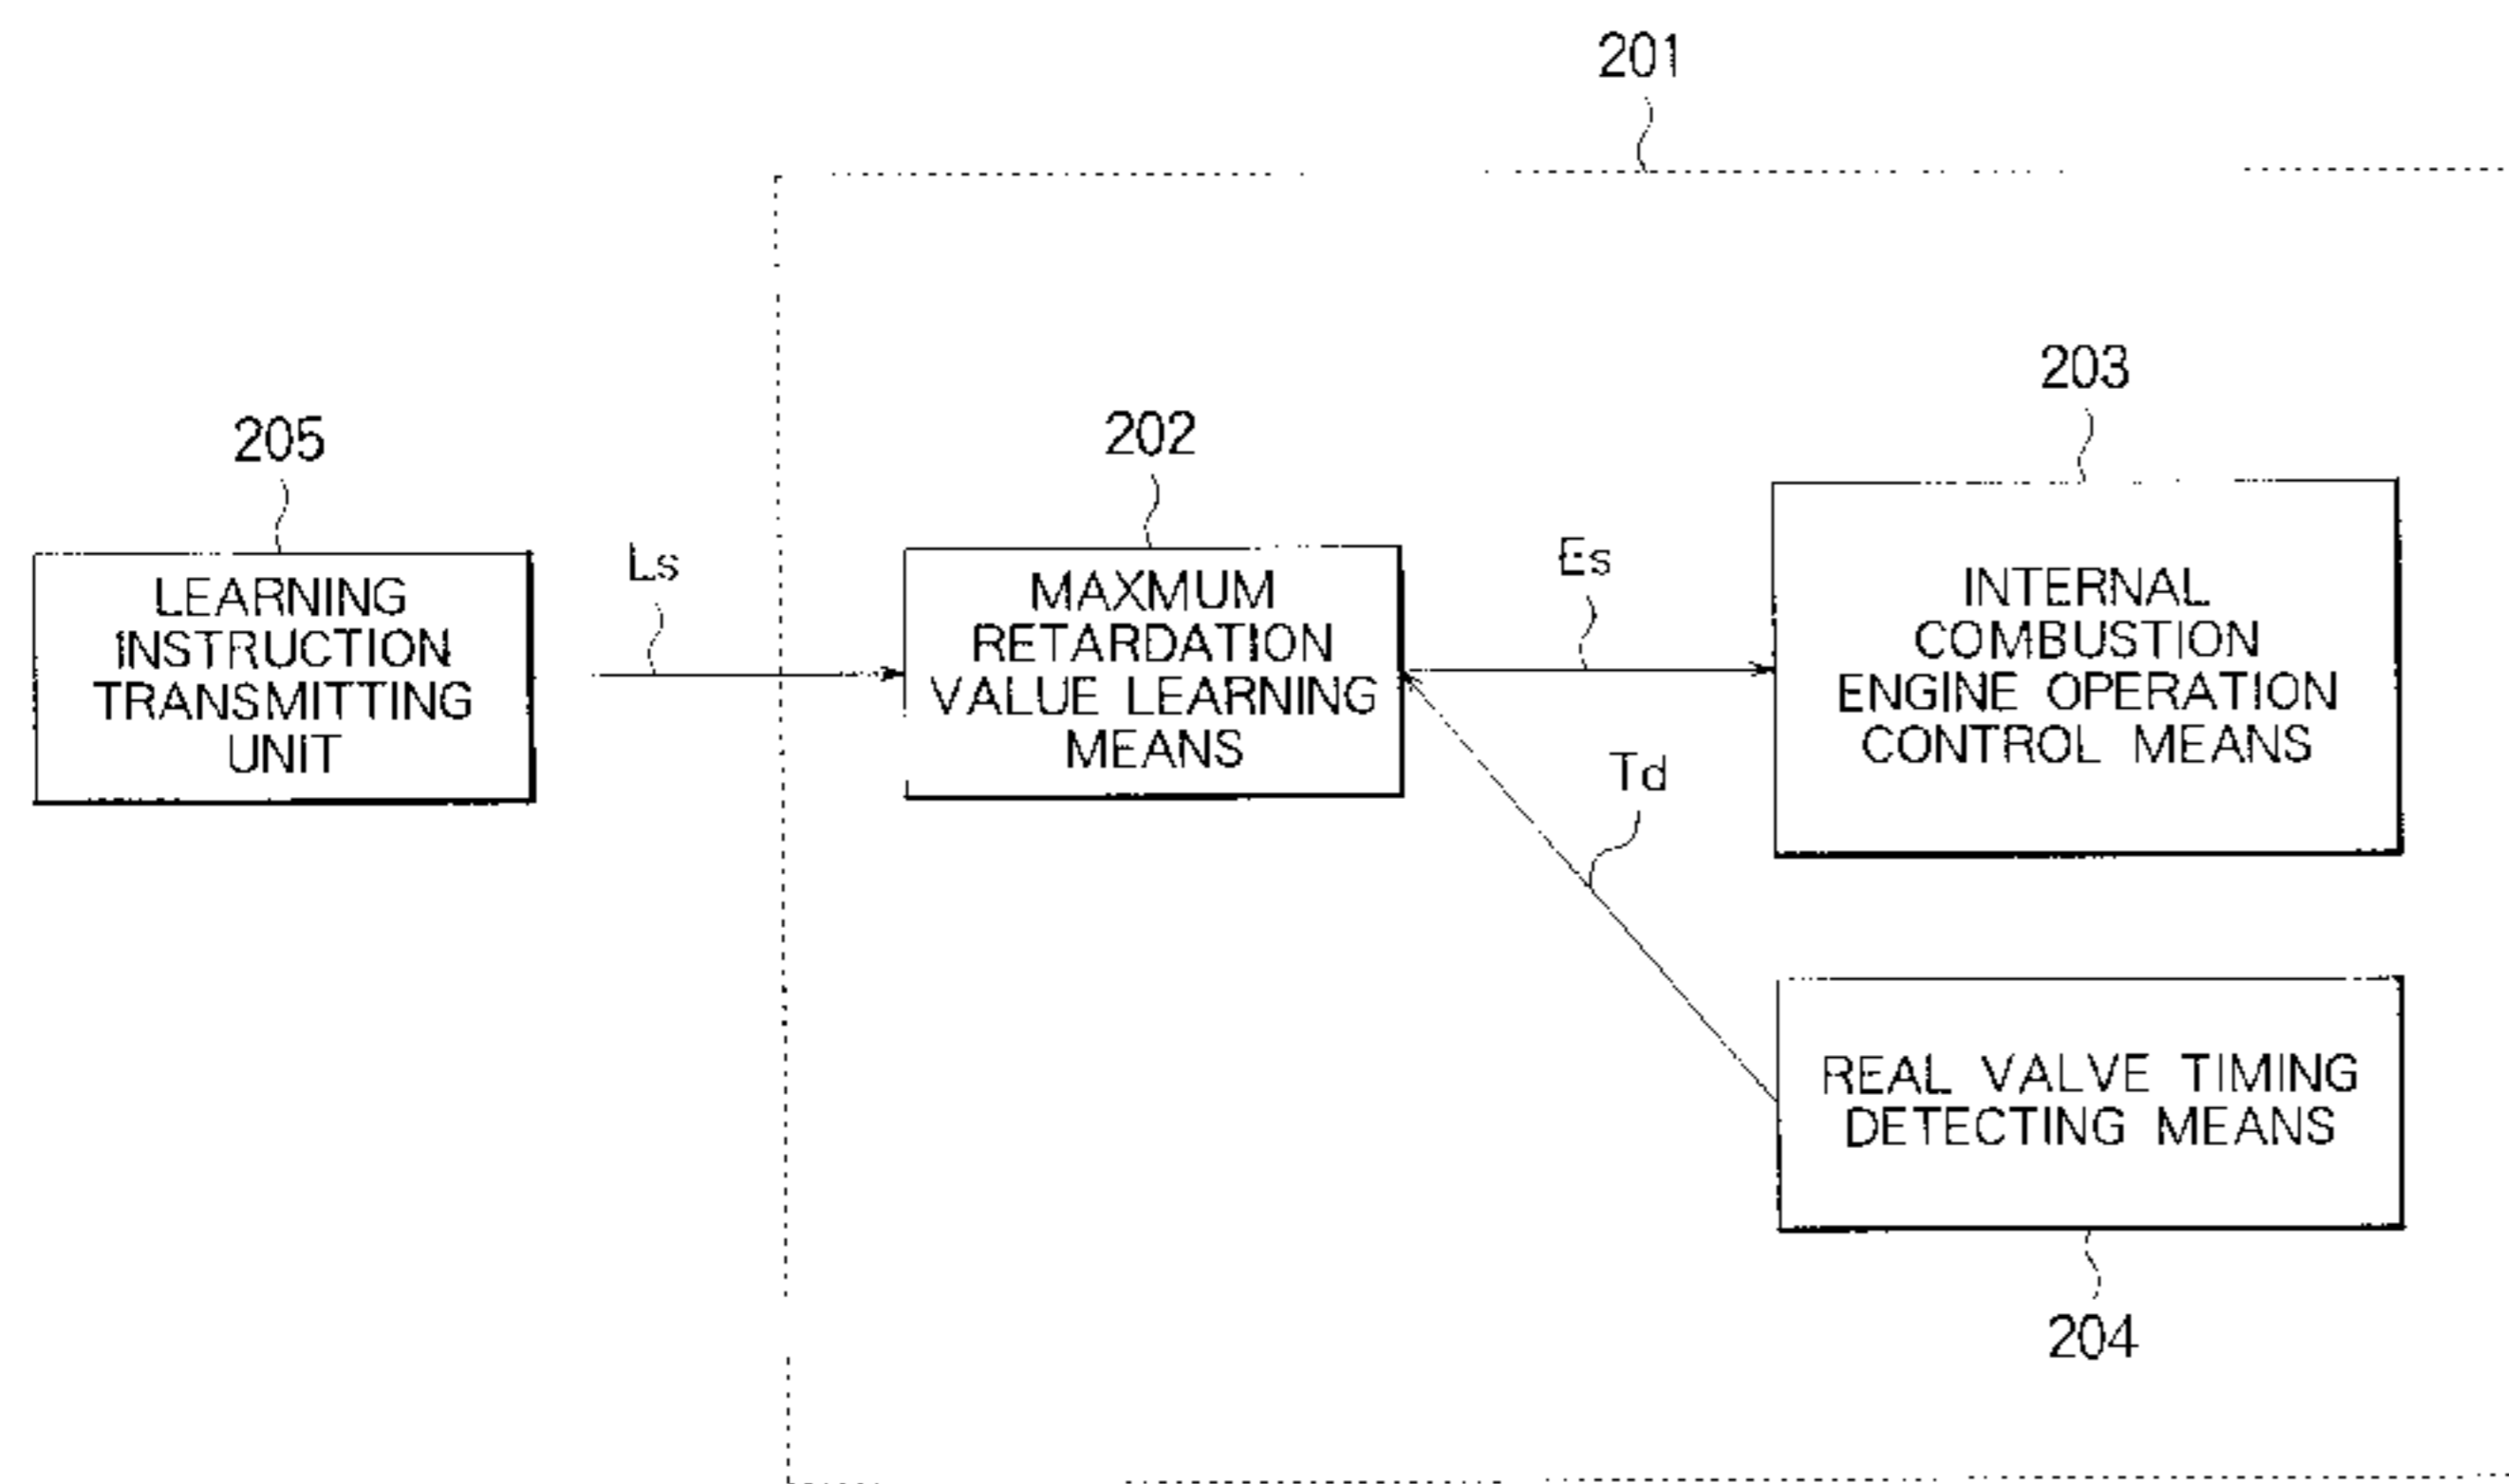 201
203
205
202
Ls
Es
LEARNING
INSTRUCTION
TRANSMITTING
UNIT
MAXMUM
RETARDATION
VALUE LEARNING
MEANS
INTERNAL
COMBUSTION
ENGINE OPERATION
CONTROL MEANS
Td
REAL VALVE TIMING
DETECTING MEANS
204